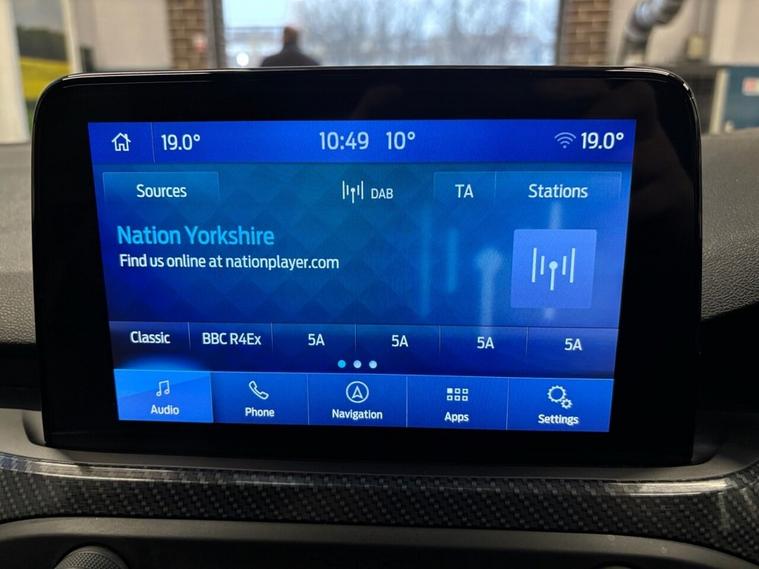 19.0° 10:49 10° 19.0°
Sources DAB TA Stations
Nation Yorkshire
Find us online at nationplayer.com
Classic BBC R4Ex 5A 5A 5A 5A
Audio Phone Navigation Apps Settings